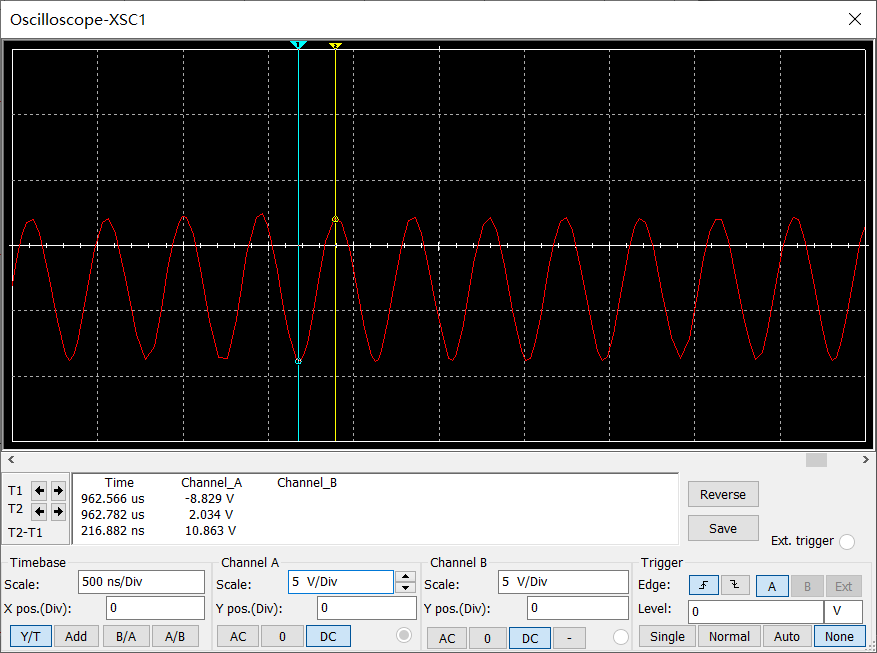 Oscilloscope-XSC1
1 2
Time Channel_A Channel_B
T1 962.566 us -8.829 V
T2 962.782 us 2.034 V
T2-T1 216.882 ns 10.863 V
Reverse
Save
Ext. trigger
Timebase
Scale: 500 ns/Div
X pos.(Div): 0
Y/T Add B/A A/B
Channel A
Scale: 5 V/Div
Y pos.(Div): 0
AC 0 DC
Channel B
Scale: 5 V/Div
Y pos.(Div): 0
AC 0 DC -
Trigger
Edge: A B Ext
Level: 0 V
Single Normal Auto None